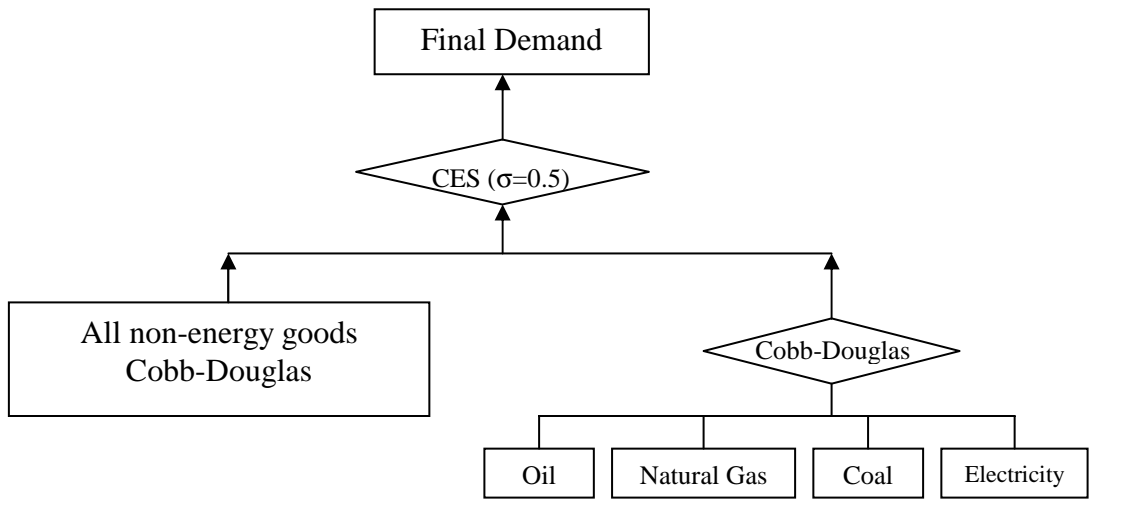 Final Demand
CES (σ=0.5)
All non-energy goods
Cobb-Douglas
Cobb-Douglas
Oil
Natural Gas
Coal
Electricity